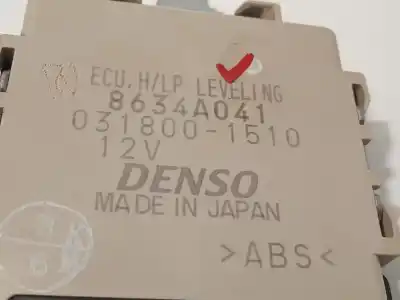 ECU, H/LP LEVELING
8634A041
031800-1510
12V
DENSO
MADE IN JAPAN
>ABS<